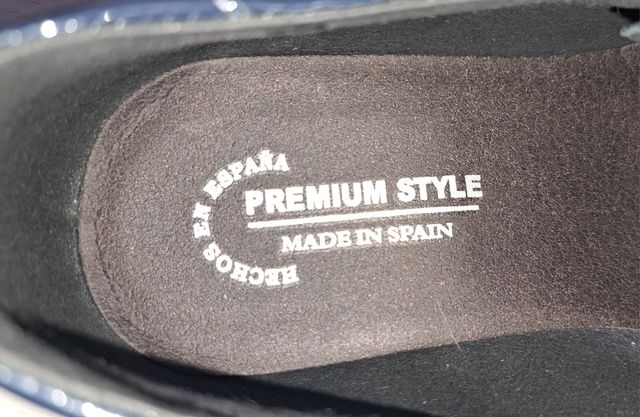 HECHOS EN ESPAÑA
PREMIUM STYLE
MADE IN SPAIN